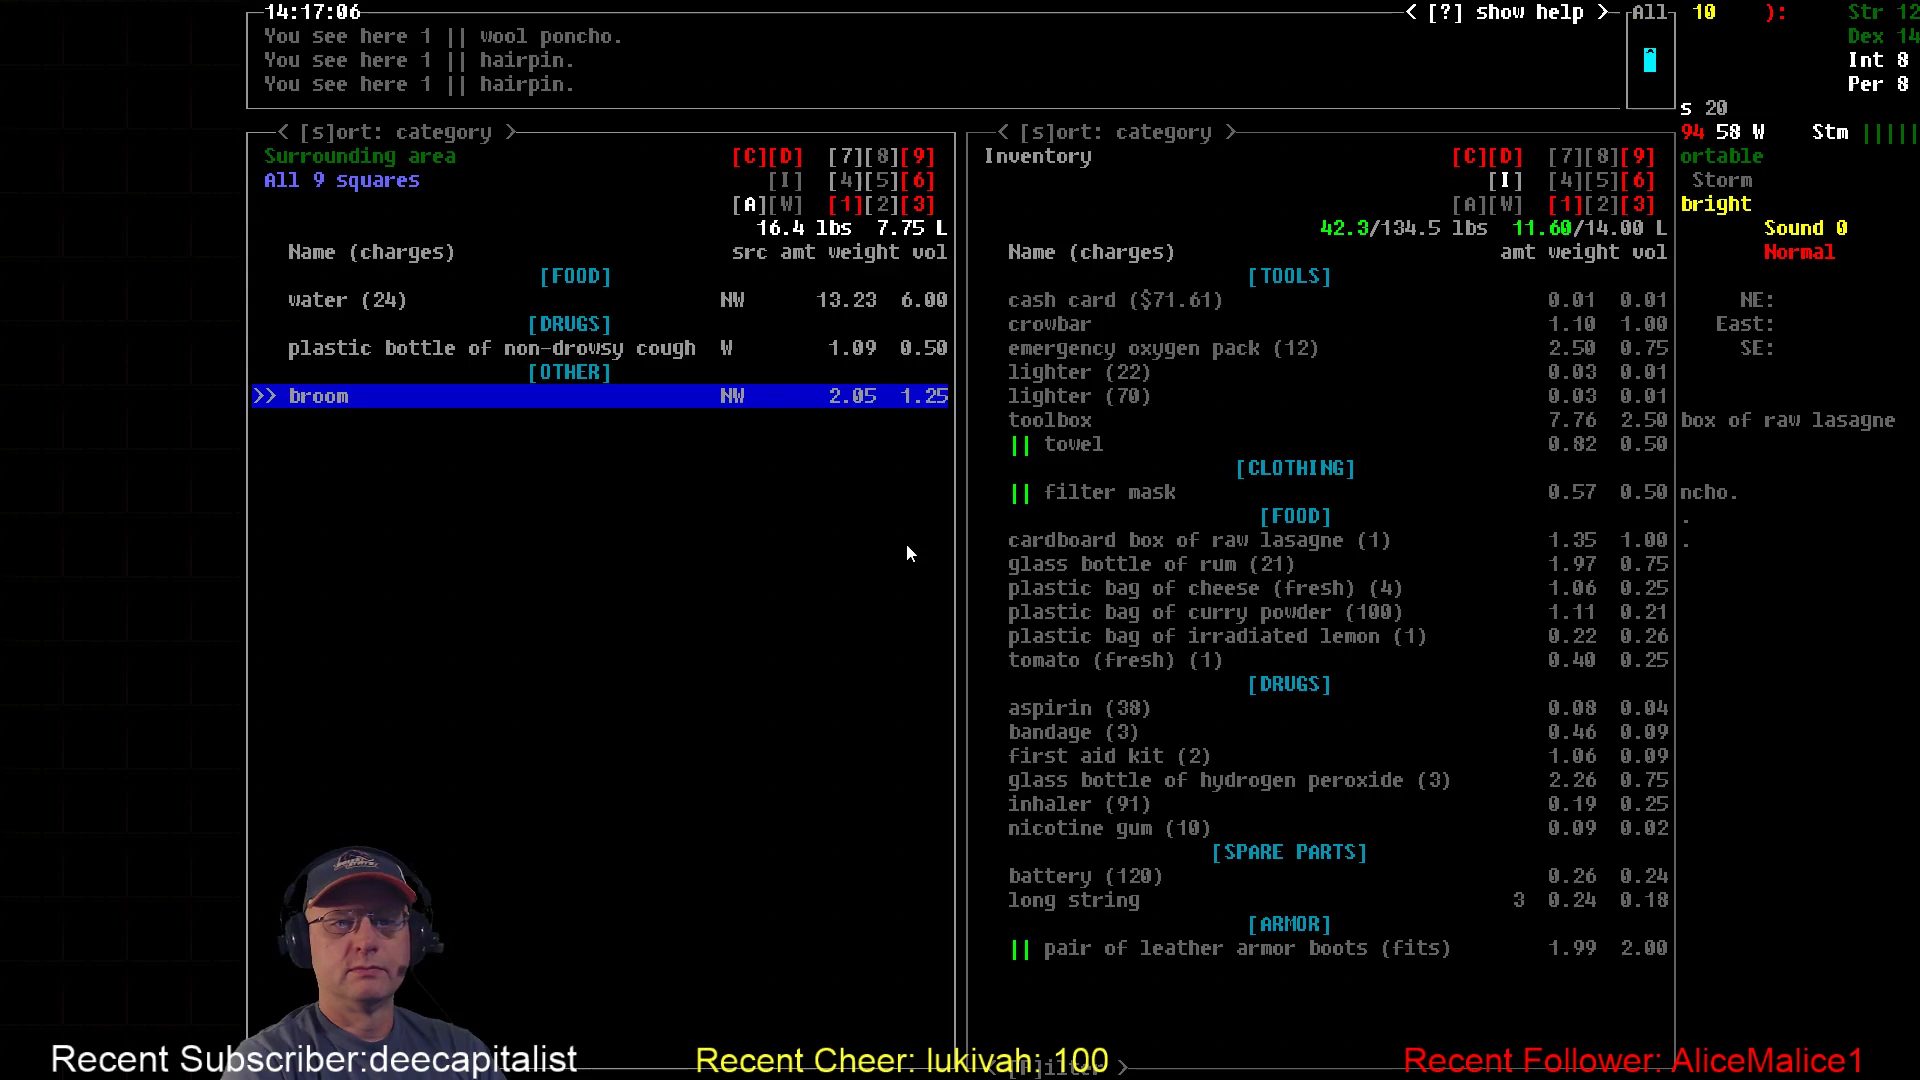 14:17:06 < [?] show help > All 10 ): Str 12
You see here 1 || wool poncho. Dex 14
You see here 1 || hairpin. ^ Int 8
You see here 1 || hairpin. Per 8
s 20
< [s]ort: category > < [s]ort: category > 94 58 W Stm |||||
Surrounding area [C][D] [7][8][9] Inventory [C][D] [7][8][9] ortable
All 9 squares [I] [4][5][6] [I] [4][5][6] Storm
[A][W] [1][2][3] [A][W] [1][2][3] bright
16.4 lbs 7.75 L 42.3/134.5 lbs 11.60/14.00 L Sound 0
Name (charges) src amt weight vol Name (charges) amt weight vol Normal
[FOOD] [TOOLS]
water (24) NW 13.23 6.00 cash card ($71.61) 0.01 0.01 NE:
[DRUGS] crowbar 1.10 1.00 East:
plastic bottle of non-drowsy cough W 1.09 0.50 emergency oxygen pack (12) 2.50 0.75 SE:
[OTHER] lighter (22) 0.03 0.01
>> broom NW 2.05 1.25 lighter (70) 0.03 0.01
toolbox 7.76 2.50 box of raw lasagne
|| towel 0.82 0.50
[CLOTHING]
|| filter mask 0.57 0.50 ncho.
[FOOD] .
cardboard box of raw lasagne (1) 1.35 1.00 .
glass bottle of rum (21) 1.97 0.75
plastic bag of cheese (fresh) (4) 1.06 0.25
plastic bag of curry powder (100) 1.11 0.21
plastic bag of irradiated lemon (1) 0.22 0.26
tomato (fresh) (1) 0.40 0.25
[DRUGS]
aspirin (38) 0.08 0.04
bandage (3) 0.46 0.09
first aid kit (2) 1.06 0.09
glass bottle of hydrogen peroxide (3) 2.26 0.75
inhaler (91) 0.19 0.25
nicotine gum (10) 0.09 0.02
[SPARE PARTS]
battery (120) 0.26 0.24
long string 3 0.24 0.18
[ARMOR]
|| pair of leather armor boots (fits) 1.99 2.00
Recent Subscriber:deecapitalist Recent Cheer: lukivah: 100 Recent Follower: AliceMalice1